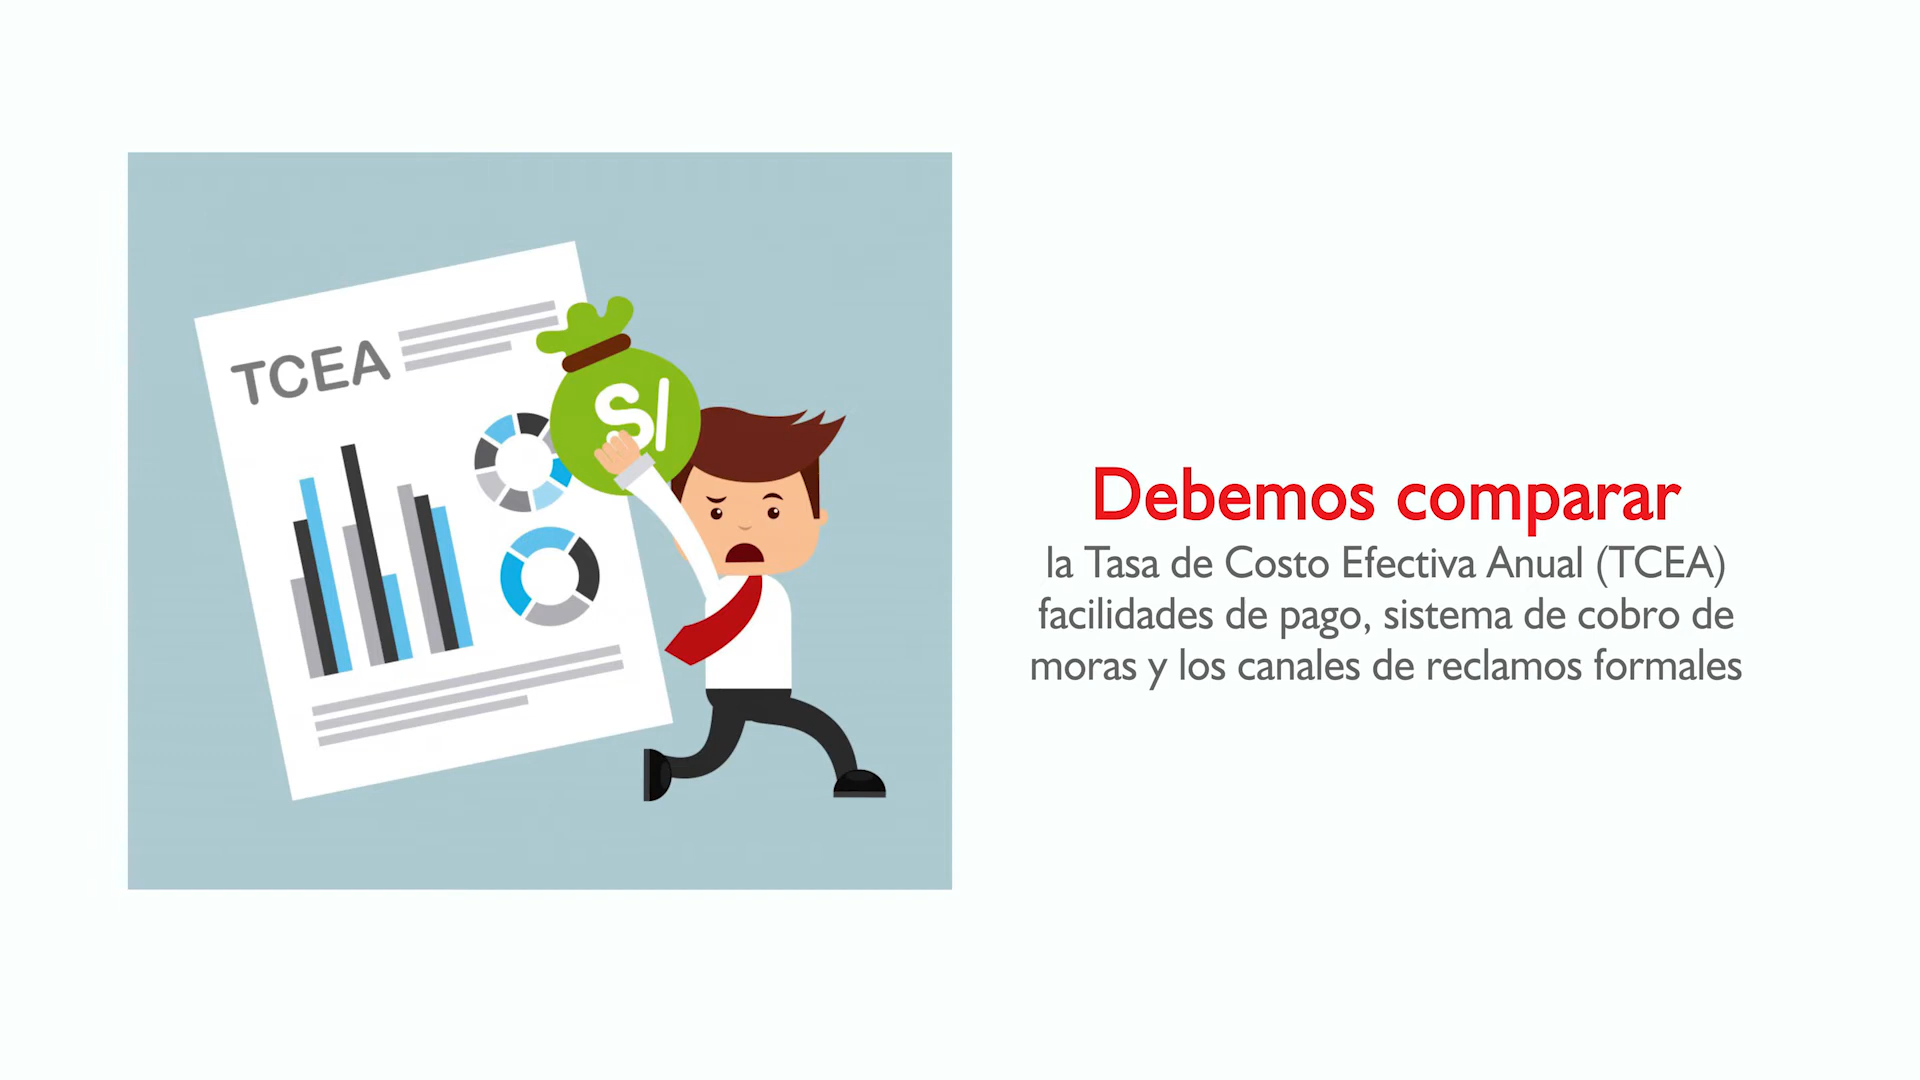 TCEA
S/
Debemos comparar
la Tasa de Costo Efectiva Anual (TCEA)
facilidades de pago, sistema de cobro de
moras y los canales de reclamos formales